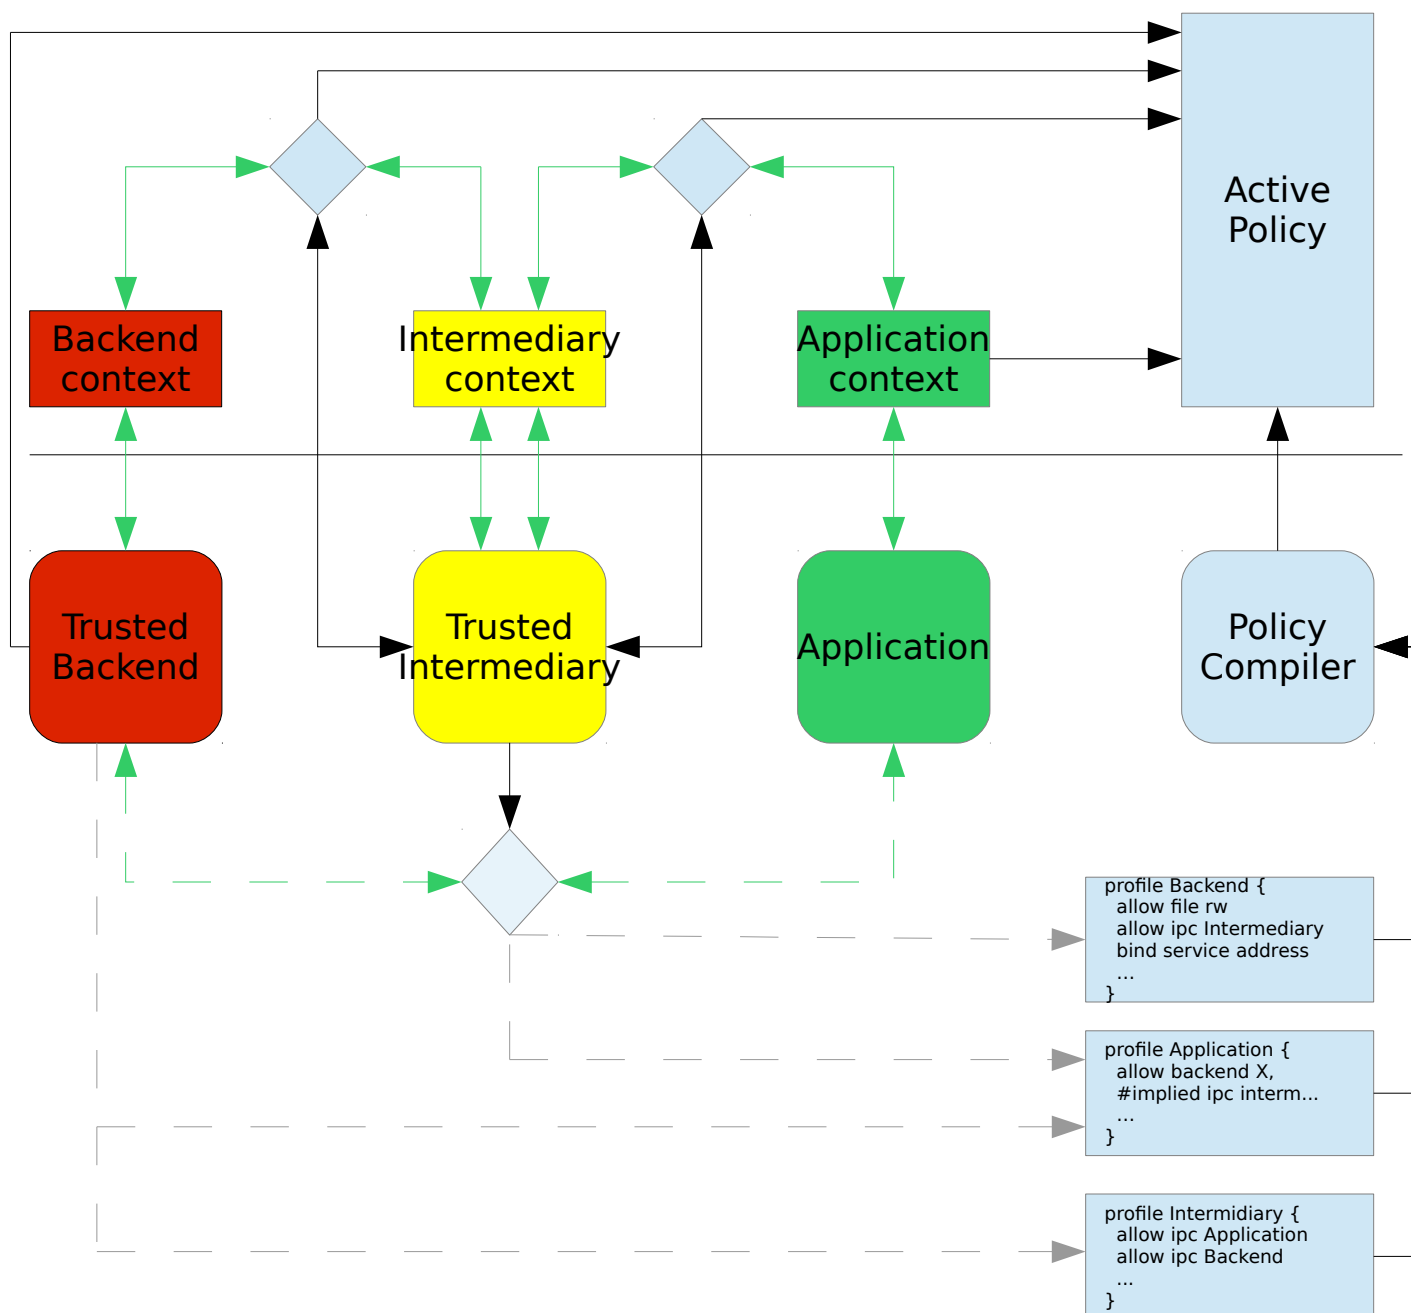 Active
Policy
Backend
context
Intermediary
context
Application
context
Trusted
Backend
Trusted
Intermediary
Application
Policy
Compiler
profile Backend {
allow file rw
allow ipc Intermediary
bind service address
...
}
profile Application {
allow backend X,
#implied ipc interm...
...
}
profile Intermidiary {
allow ipc Application
allow ipc Backend
...
}